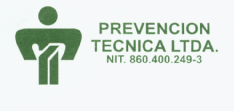 PREVENCION
TECNICA LTDA.
NIT. 860.400.249-3